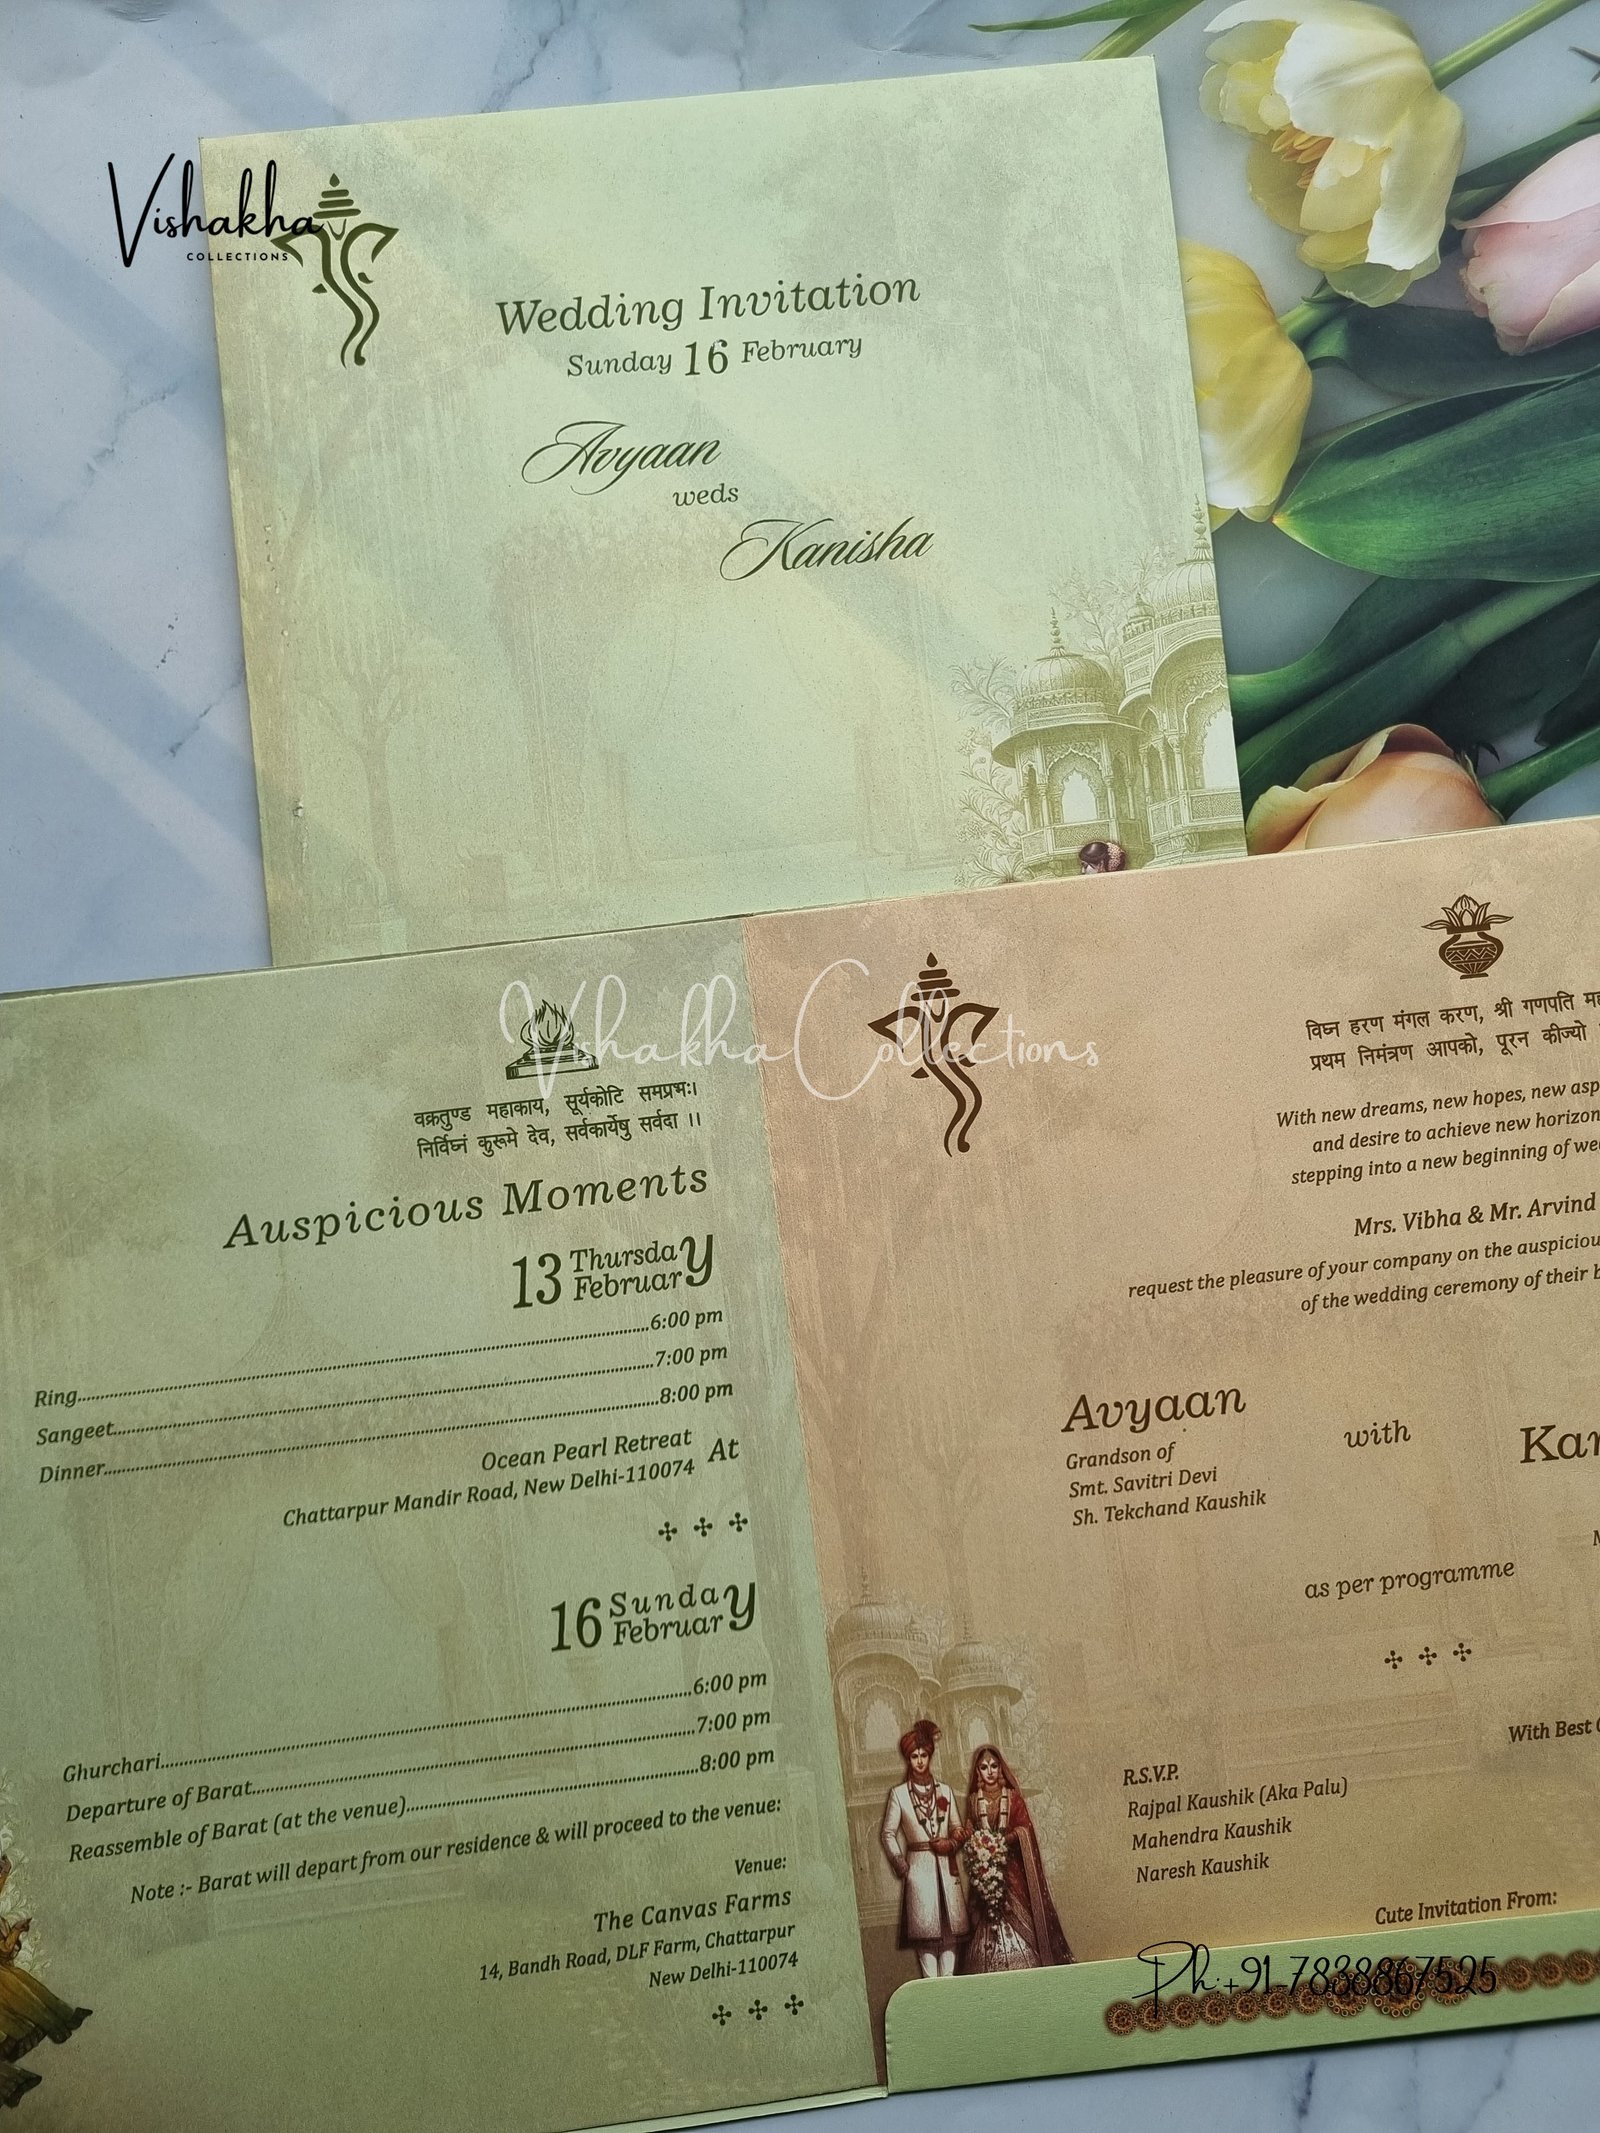 Vishakha
COLLECTIONS
Wedding Invitation
Sunday 16 February
Avyaan
weds
Kanisha
Vishakha Collections
वक्रतुण्ड महाकाय, सूर्यकोटि समप्रभः।
निर्विघ्नं कुरूमे देव, सर्वकार्येषु सर्वदा ।।
Auspicious Moments
13 Thursday
February
Ring 6:00 pm
Sangeet 7:00 pm
Dinner 8:00 pm
Ocean Pearl Retreat At
Chattarpur Mandir Road, New Delhi-110074
16 Sunday
February
Ghurchari 6:00 pm
Departure of Barat 7:00 pm
Reassemble of Barat (at the venue) 8:00 pm
Note :- Barat will depart from our residence & will proceed to the venue:
Venue:
The Canvas Farms
14, Bandh Road, DLF Farm, Chattarpur
New Delhi-110074
विघ्न हरण मंगल करण, श्री गणपति
प्रथम निमंत्रण आपको, पूरन कीज्यो
With new dreams, new hopes, new
and desire to achieve new
stepping into a new beginning of
Mrs. Vibha & Mr. Arvind
request the pleasure of your company on the
of the wedding ceremony of their
Avyaan
with
Grandson of
Smt. Savitri Devi
Sh. Tekchand Kaushik
as per programme
With Best
R.S.V.P.
Rajpal Kaushik (Aka Palu)
Mahendra Kaushik
Naresh Kaushik
Cute Invitation From:
Ph:+91-7838867525